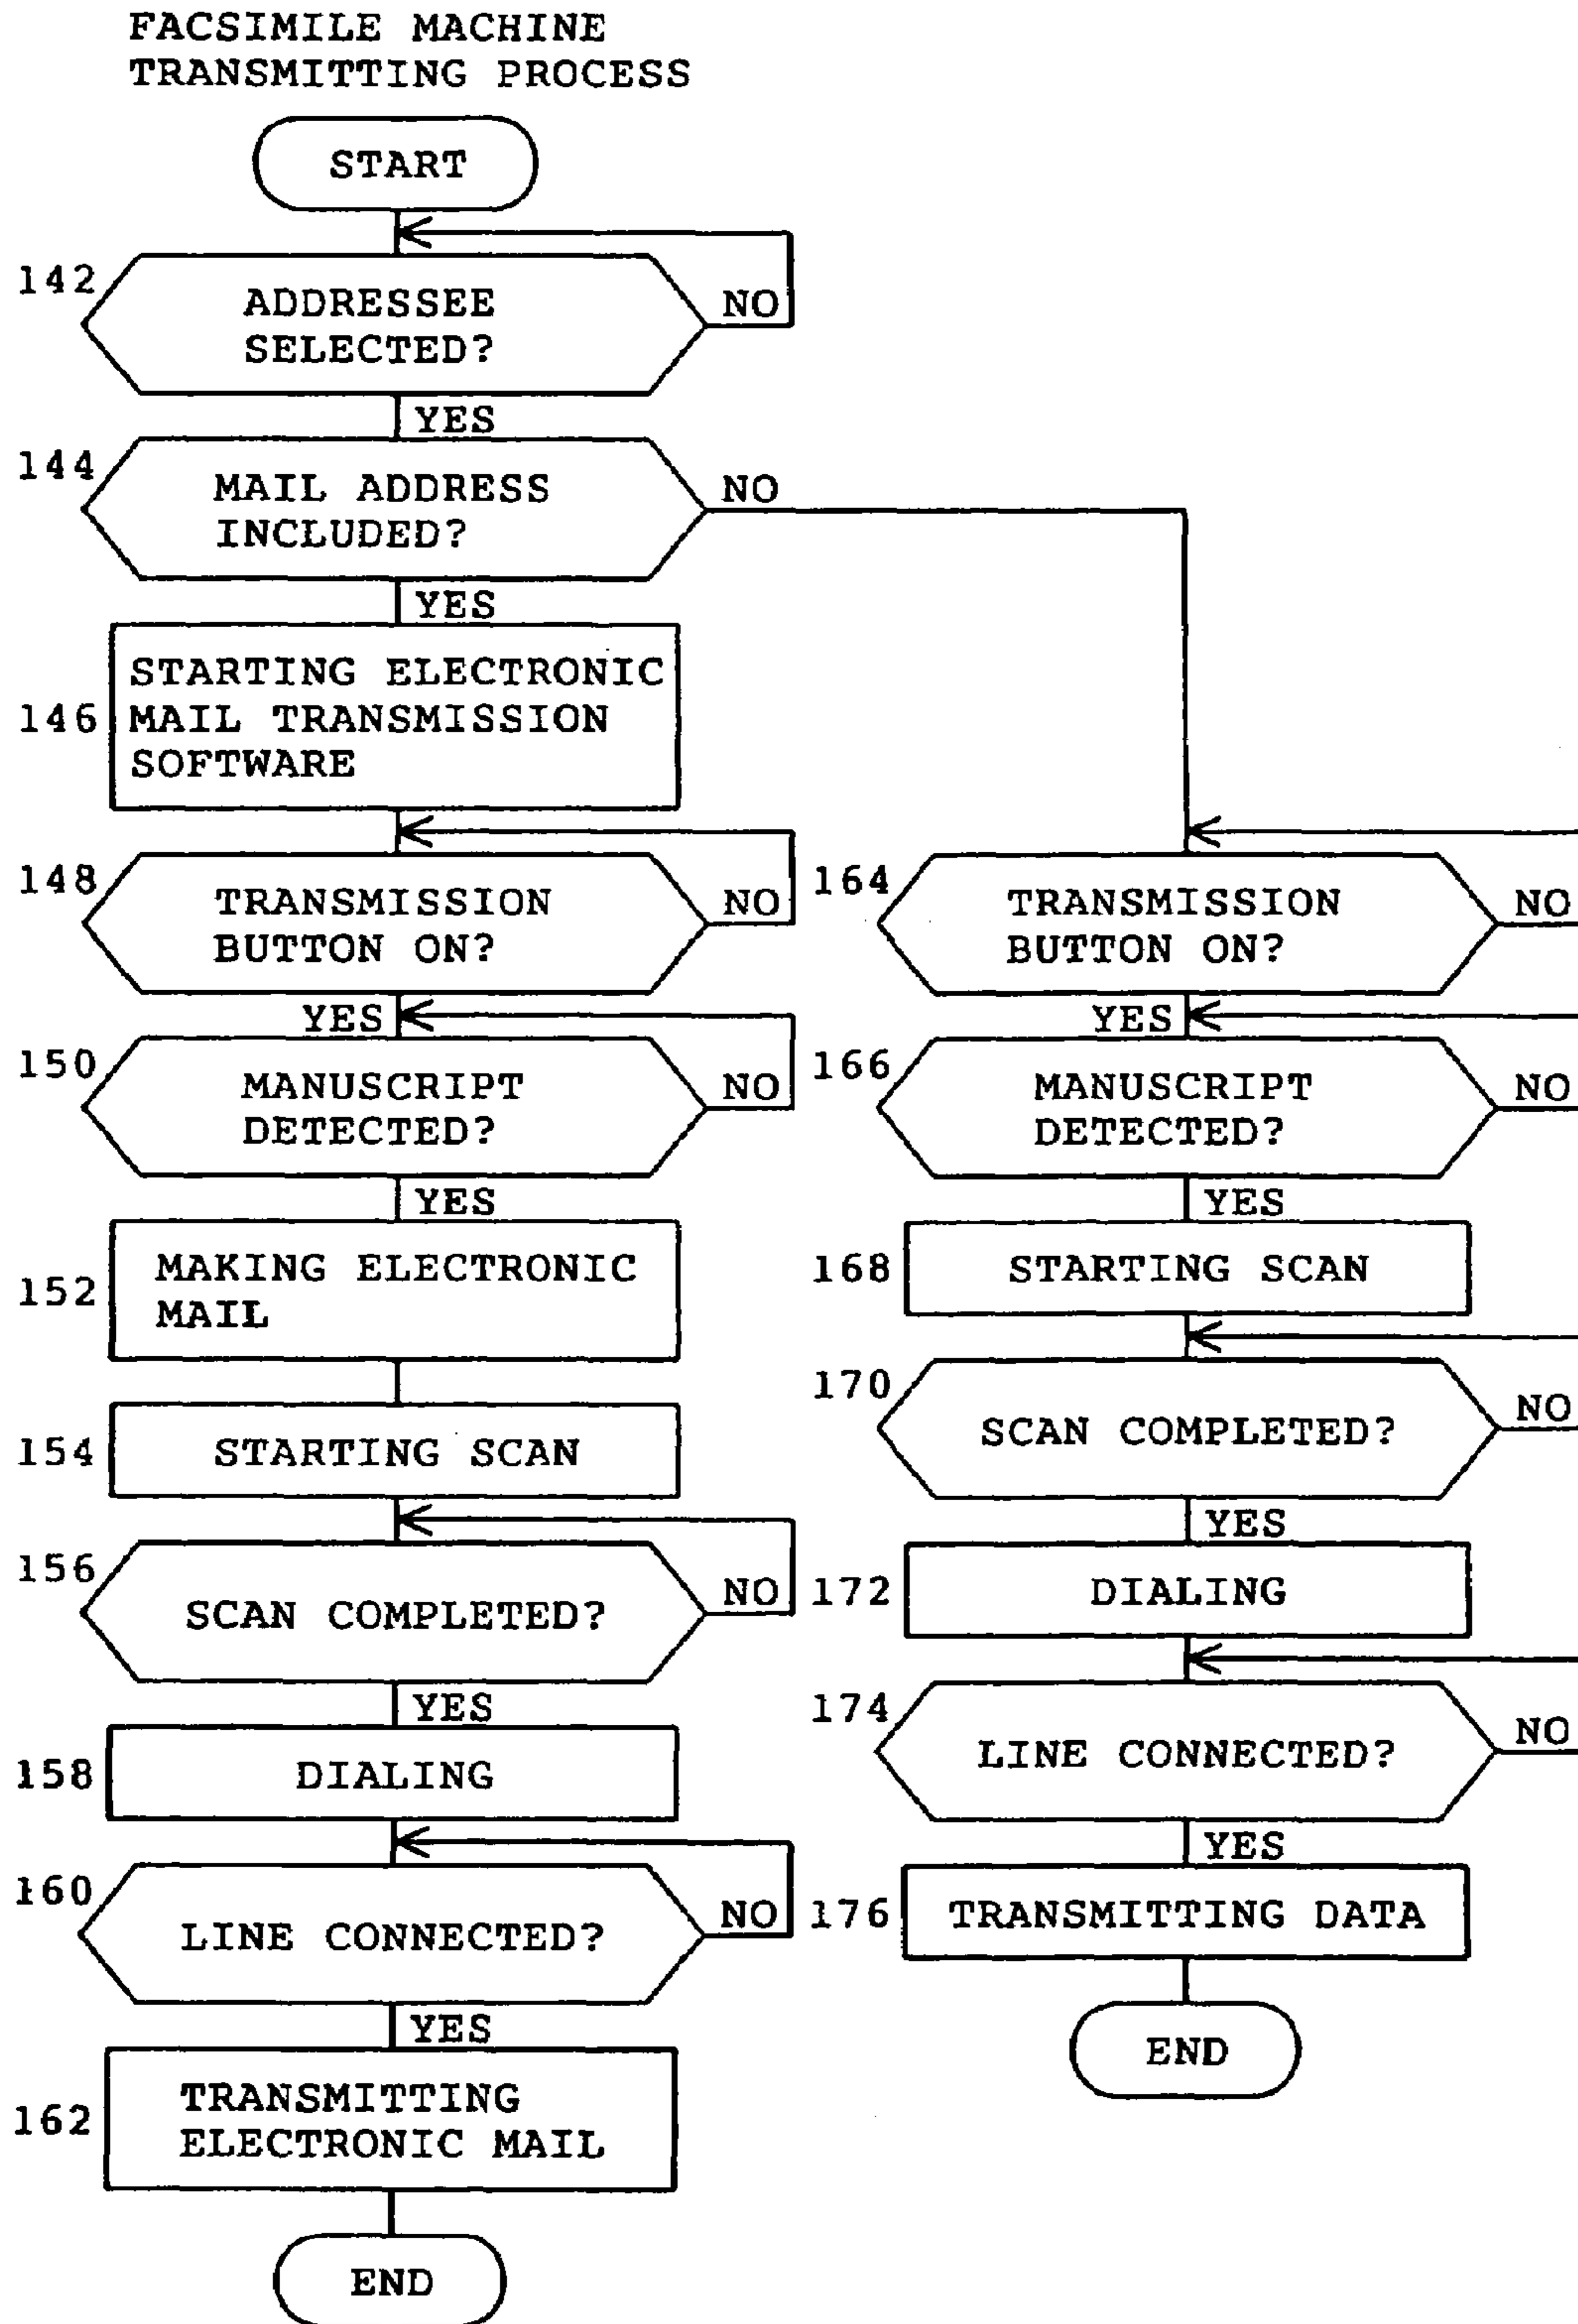 FACSIMILE MACHINE
TRANSMITTING PROCESS
START
142
ADDRESSEE
SELECTED?
NO
YES
144
MAIL ADDRESS
INCLUDED?
NO
YES
146
STARTING ELECTRONIC
MAIL TRANSMISSION
SOFTWARE
148
TRANSMISSION
BUTTON ON?
NO
YES
150
MANUSCRIPT
DETECTED?
NO
YES
152
MAKING ELECTRONIC
MAIL
154
STARTING SCAN
156
SCAN COMPLETED?
NO
YES
158
DIALING
160
LINE CONNECTED?
NO
YES
162
TRANSMITTING
ELECTRONIC MAIL
END
164
TRANSMISSION
BUTTON ON?
NO
YES
166
MANUSCRIPT
DETECTED?
NO
YES
168
STARTING SCAN
170
SCAN COMPLETED?
NO
YES
172
DIALING
174
LINE CONNECTED?
NO
YES
176
TRANSMITTING DATA
END